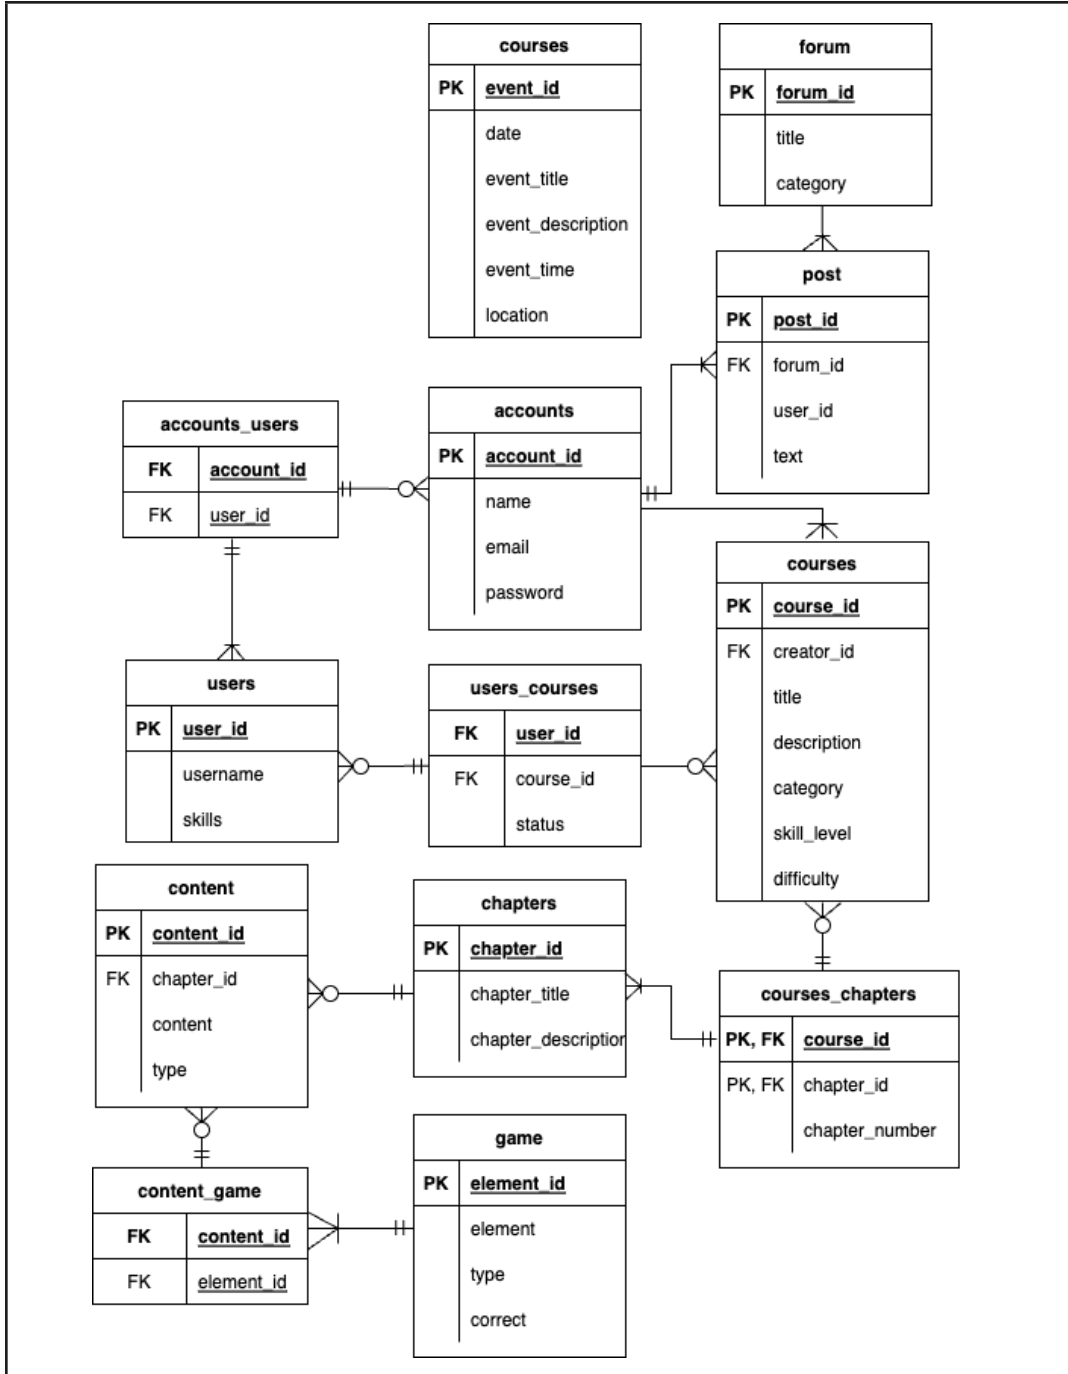 courses
PK event_id
date
event_title
event_description
event_time
location
forum
PK forum_id
title
category
post
PK post_id
FK forum_id
user_id
text
accounts_users
FK account_id
FK user_id
accounts
PK account_id
name
email
password
courses
PK course_id
FK creator_id
title
description
category
skill_level
difficulty
users
PK user_id
username
skills
users_courses
FK user_id
FK course_id
status
content
PK content_id
FK chapter_id
content
type
chapters
PK chapter_id
chapter_title
chapter_description
courses_chapters
PK, FK course_id
PK, FK chapter_id
chapter_number
content_game
FK content_id
FK element_id
game
PK element_id
element
type
correct